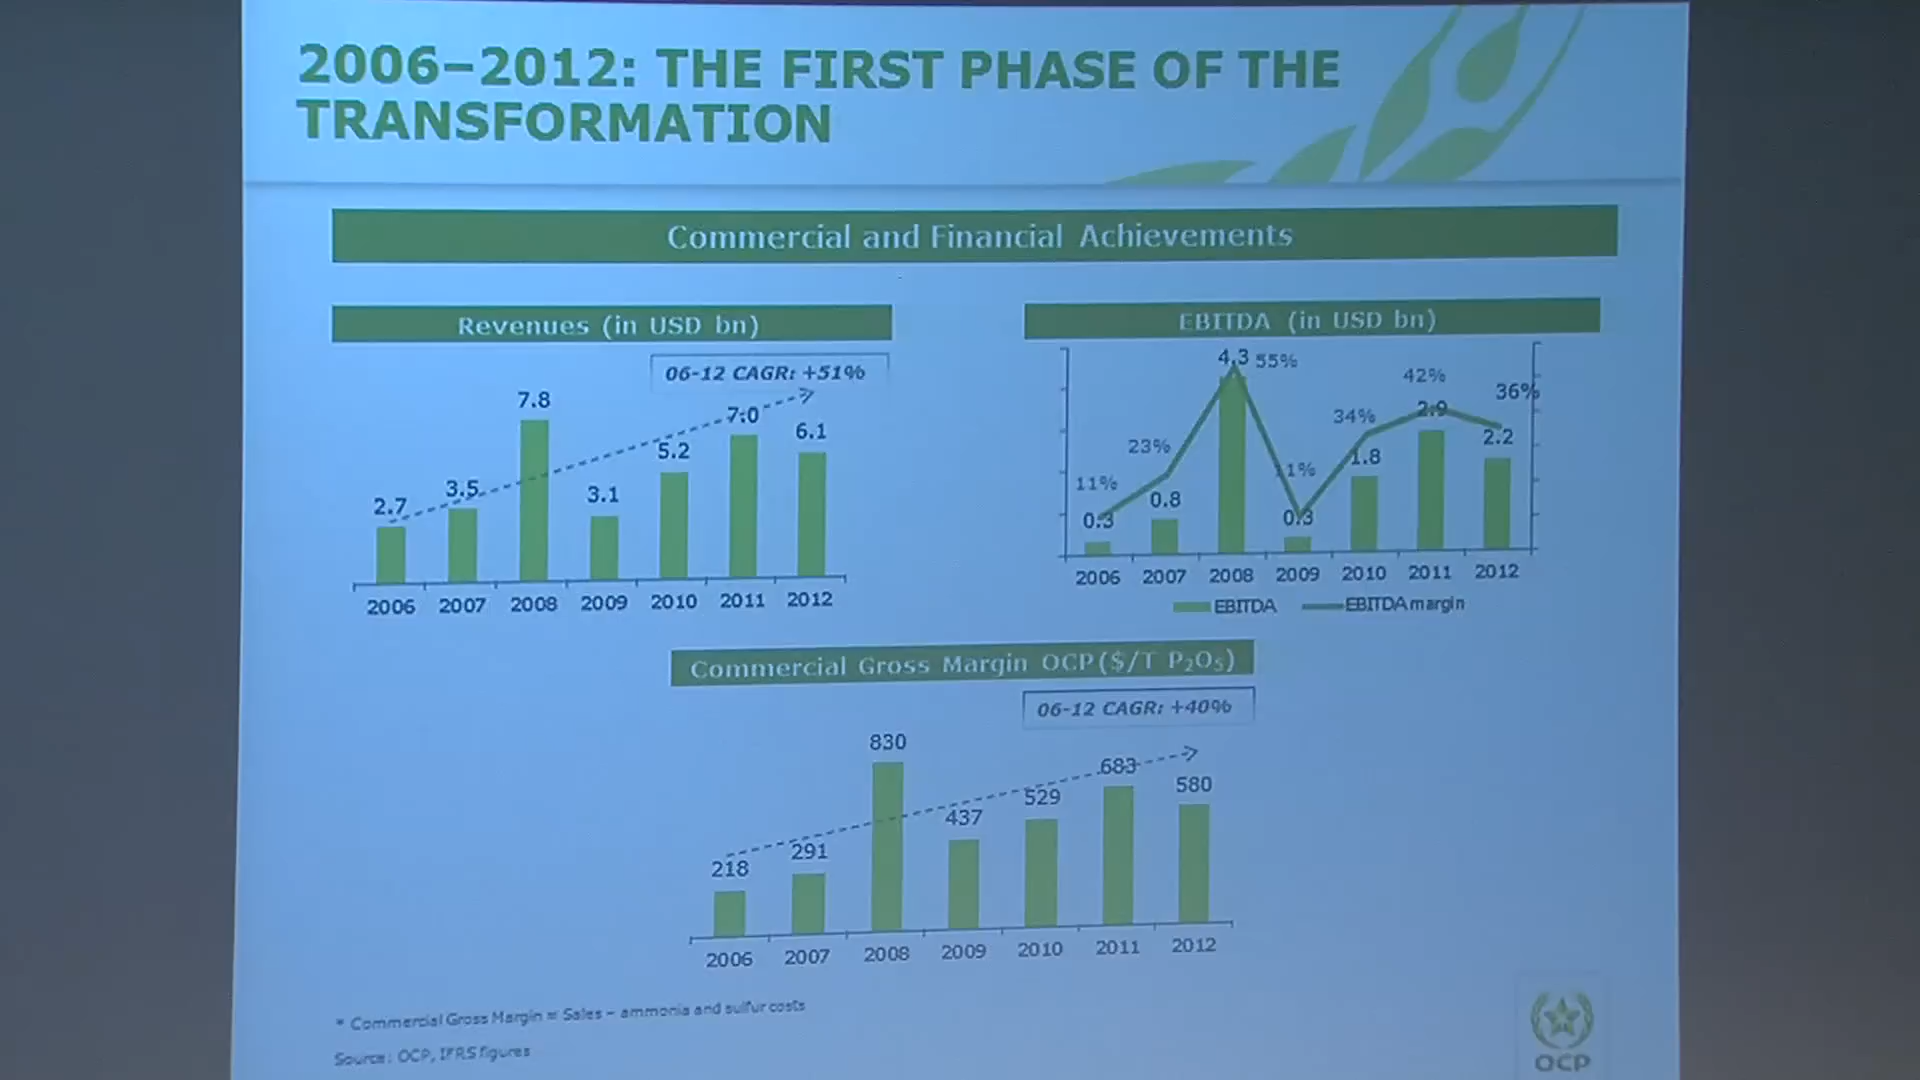 2006–2012: THE FIRST PHASE OF THE
TRANSFORMATION
Commercial and Financial Achievements
Revenues (in USD bn)
06-12 CAGR: +51%
2.7 3.5 7.8 3.1 5.2 7.0 6.1
2006 2007 2008 2009 2010 2011 2012
EBITDA (in USD bn)
11% 23% 55% 11% 34% 42% 36%
0.3 0.8 4.3 0.3 1.8 2.9 2.2
2006 2007 2008 2009 2010 2011 2012
EBITDA EBITDA margin
Commercial Gross Margin OCP ($/T P₂O₅)
06-12 CAGR: +40%
218 291 830 437 529 683 580
2006 2007 2008 2009 2010 2011 2012
* Commercial Gross Margin = Sales – ammonia and sulfur costs
Source: OCP, IFRS figures
OCP